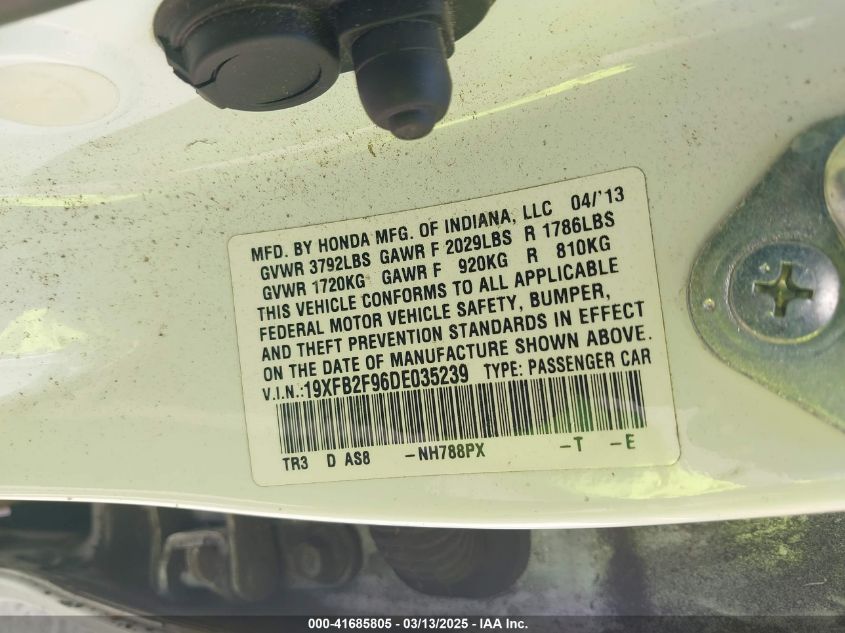 MFD. BY HONDA MFG. OF INDIANA, LLC 04/'13
GVWR 3792LBS GAWR F 2029LBS R 1786LBS
GVWR 1720KG GAWR F 920KG R 810KG
THIS VEHICLE CONFORMS TO ALL APPLICABLE
FEDERAL MOTOR VEHICLE SAFETY, BUMPER,
AND THEFT PREVENTION STANDARDS IN EFFECT
ON THE DATE OF MANUFACTURE SHOWN ABOVE.
V.I.N.:19XFB2F96DE035239 TYPE: PASSENGER CAR
TR3 D AS8 -NH788PX -T -E
000-41685805 - 03/13/2025 - IAA Inc.